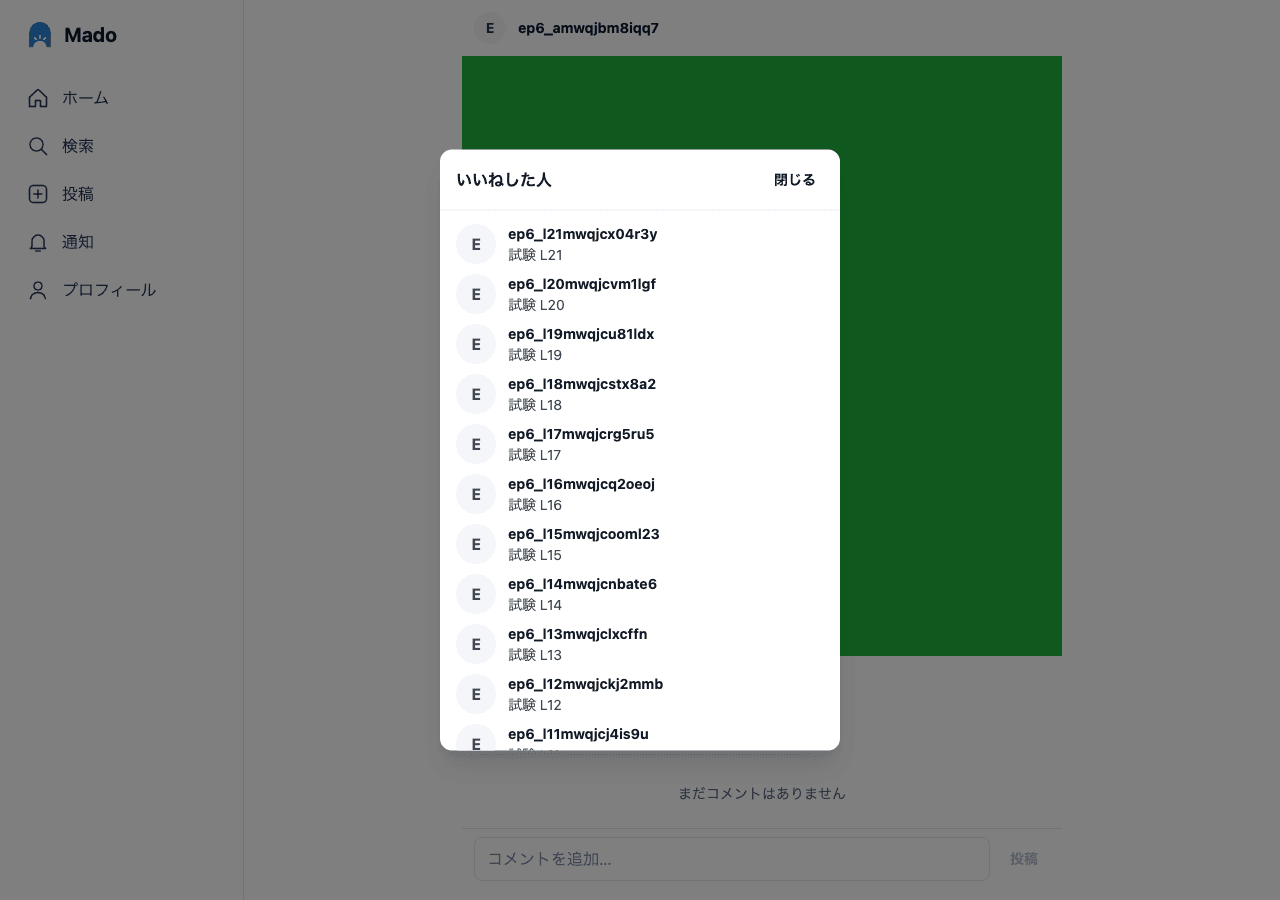 Mado
ホーム
検索
投稿
通知
プロフィール
E
ep6_amwqjbm8iqq7
いいねした人
閉じる
E
ep6_l21mwqjcx04r3y
試験 L21
E
ep6_l20mwqjcvm1lgf
試験 L20
E
ep6_l19mwqjcu81ldx
試験 L19
E
ep6_l18mwqjcstx8a2
試験 L18
E
ep6_l17mwqjcrg5ru5
試験 L17
E
ep6_l16mwqjcq2oeoj
試験 L16
E
ep6_l15mwqjcooml23
試験 L15
E
ep6_l14mwqjcnbate6
試験 L14
E
ep6_l13mwqjclxcffn
試験 L13
E
ep6_l12mwqjckj2mmb
試験 L12
E
ep6_l11mwqjcj4is9u
まだコメントはありません
コメントを追加...
投稿